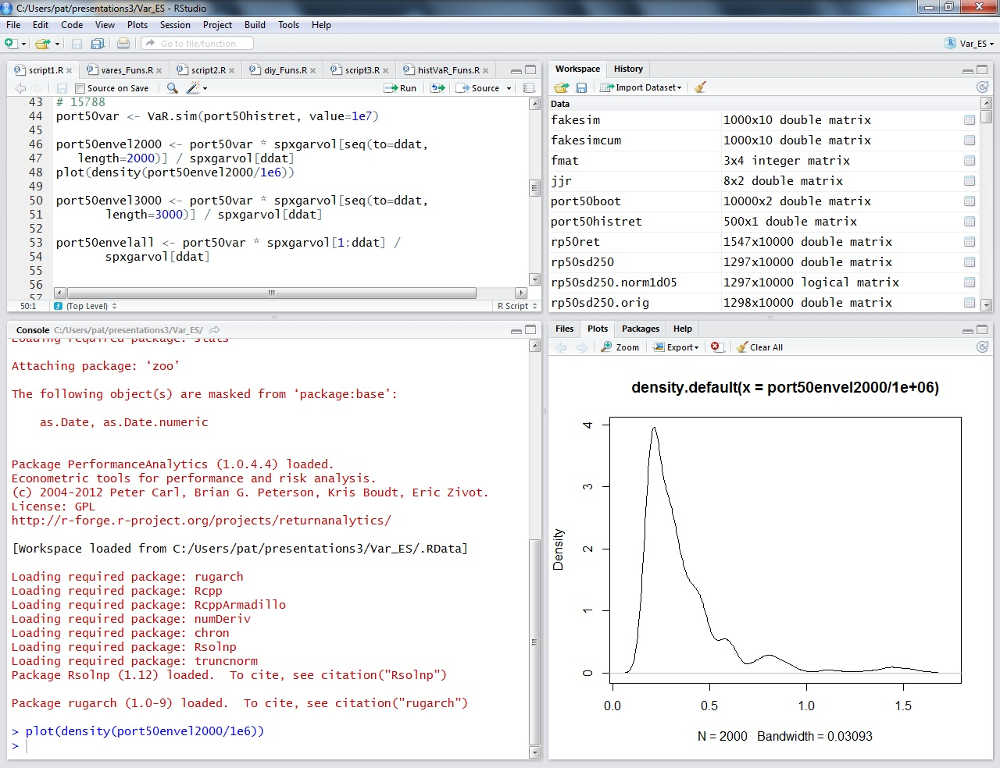 C:/Users/pat/presentations3/Var_ES - RStudio
File Edit Code View Plots Session Project Build Tools Help
Go to file/function
Var_ES
script1.R vares_Funs.R script2.R diy_Funs.R script3.R histVaR_Funs.R
Source on Save Run Source
43 # 15788
44 port50var <- VaR.sim(port50histret, value=1e7)
45
46 port50envel2000 <- port50var * spxgarvol[seq(to=ddat,
47 length=2000)] / spxgarvol[ddat]
48 plot(density(port50envel2000/1e6))
49
50 port50envel3000 <- port50var * spxgarvol[seq(to=ddat,
51 length=3000)] / spxgarvol[ddat]
52
53 port50envelall <- port50var * spxgarvol[1:ddat] /
54 spxgarvol[ddat]
55
56
57
50:1 (Top Level) R Script
Console C:/Users/pat/presentations3/Var_ES/
Loading required package: stats
Attaching package: ‘zoo’
The following object(s) are masked from ‘package:base’:
as.Date, as.Date.numeric
Package PerformanceAnalytics (1.0.4.4) loaded.
Econometric tools for performance and risk analysis.
(c) 2004-2012 Peter Carl, Brian G. Peterson, Kris Boudt, Eric Zivot.
License: GPL
http://r-forge.r-project.org/projects/returnanalytics/
[Workspace loaded from C:/Users/pat/presentations3/Var_ES/.RData]
Loading required package: rugarch
Loading required package: Rcpp
Loading required package: RcppArmadillo
Loading required package: numDeriv
Loading required package: chron
Loading required package: Rsolnp
Loading required package: truncnorm
Package Rsolnp (1.12) loaded.  To cite, see citation("Rsolnp")
Package rugarch (1.0-9) loaded.  To cite, see citation("rugarch")
> plot(density(port50envel2000/1e6))
>
Workspace History
Import Dataset
Data
fakesim 1000x10 double matrix
fakesimcum 1000x10 double matrix
fmat 3x4 integer matrix
jjr 8x2 double matrix
port50boot 10000x2 double matrix
port50histret 500x1 double matrix
rp50ret 1547x10000 double matrix
rp50sd250 1297x10000 double matrix
rp50sd250.norm1d05 1297x10000 logical matrix
rp50sd250.orig 1298x10000 double matrix
Files Plots Packages Help
Zoom Export Clear All
density.default(x = port50envel2000/1e+06)
Density
4
3
2
1
0
0.0 0.5 1.0 1.5
N = 2000 Bandwidth = 0.03093